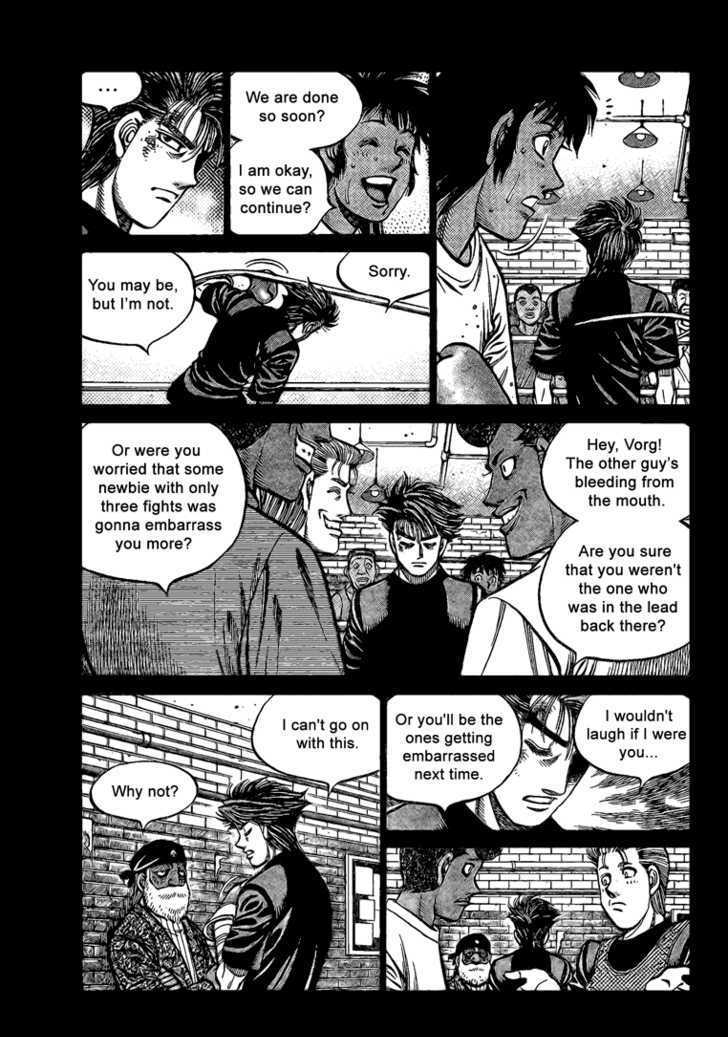 We are done
so soon?
I am okay,
so we can
continue?
...
Sorry.
You may be,
but I'm not.
Hey, Vorg!
The other guy's
bleeding from
the mouth.
Are you sure
that you weren't
the one who
was in the lead
back there?
Or were you
worried that some
newbie with only
three fights was
gonna embarrass
you more?
I wouldn't
laugh if I were
you...
Or you'll be the
ones getting
embarrassed
next time.
I can't go on
with this.
Why not?